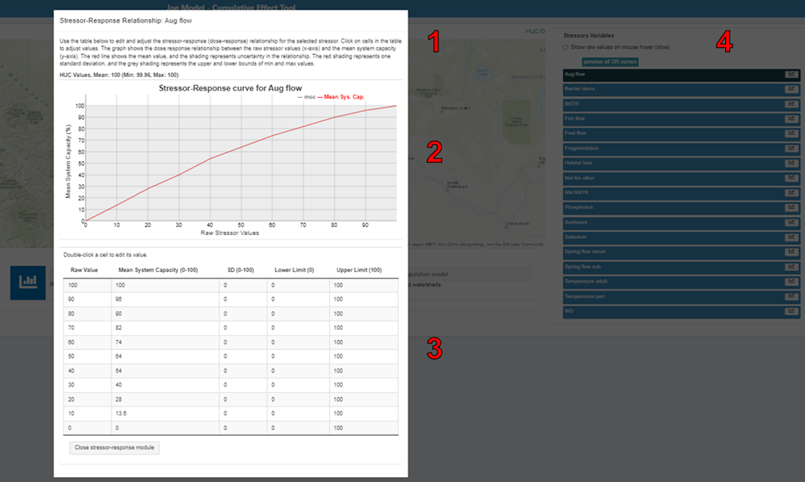 Joe Model - Cumulative Effect Tool
Stressor-Response Relationship: Aug flow
Use the table below to edit and adjust the stressor-response (dose-response) relationship for the selected stressor. Click on cells in the table
to adjust values. The graph shows the dose-response relationship between the raw stressor values (x-axis) and the mean system capacity
(y-axis). The red line shows the mean value, and the shading represents uncertainty in the relationship. The red shading represents one
standard deviation, and the grey shading represents the upper and lower bounds of min and max values.
HUC Values, Mean: 100 (Min: 99.96, Max: 100)
Stressor-Response curve for Aug flow
msc Mean Sys. Cap.
Mean System Capacity (%)
100
90
80
70
60
50
40
30
20
10
0
0 10 20 30 40 50 60 70 80 90
Raw Stressor Values
Double-click a cell to edit its value.
Raw Value Mean System Capacity (0-100) SD (0-100) Lower Limit (0) Upper Limit (100)
100 100 0 0 100
90 96 0 0 100
80 90 0 0 100
70 82 0 0 100
60 74 0 0 100
50 64 0 0 100
40 54 0 0 100
30 40 0 0 100
20 28 0 0 100
10 13.6 0 0 100
0 0 0 0 100
Close stressor-response module
HUC ID
1
2
3
4
Stressors Variables
Show raw values on mouse hover (slow)
preview all SR curves
Aug flow
Barrier dams
BKTR
Feb flow
Foot flow
Fragmentation
Habitat loss
Nat lim other
NN RNTR
Phosphorus
Sediment
Selenium
Spring flow alevin
Spring flow sub
Temperature adult
Temperature parr
WD
pulation model
d watersheds